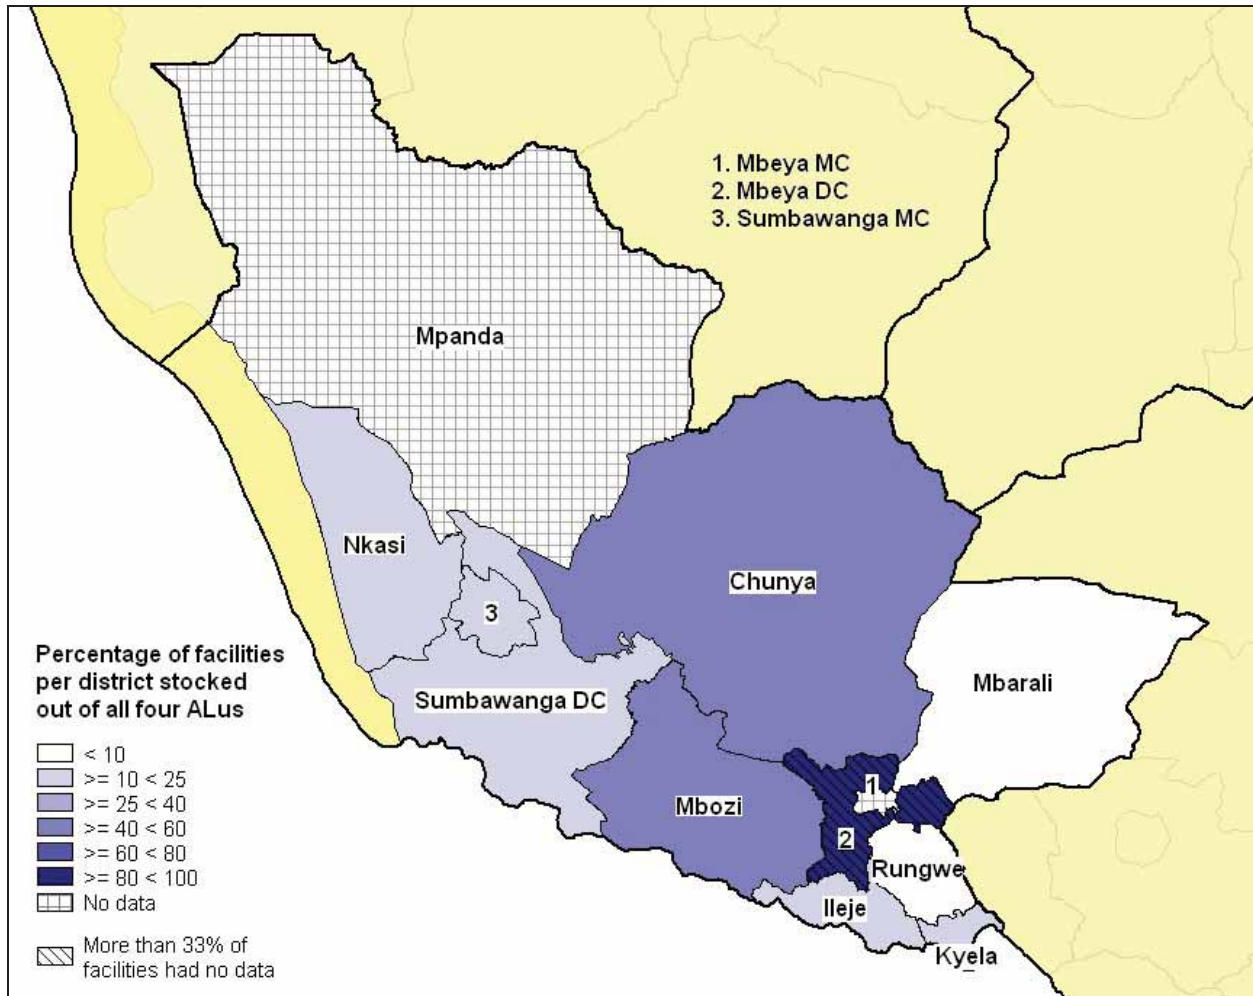 1. Mbeya MC
2. Mbeya DC
3. Sumbawanga MC
Mpanda
Nkasi
Chunya
3
Mbarali
Sumbawanga DC
1
Mbozi
2
Rungwe
Ileje
Kyela
Percentage of facilities
per district stocked
out of all four ALus
< 10
>= 10 < 25
>= 25 < 40
>= 40 < 60
>= 60 < 80
>= 80 < 100
No data
More than 33% of
facilities had no data